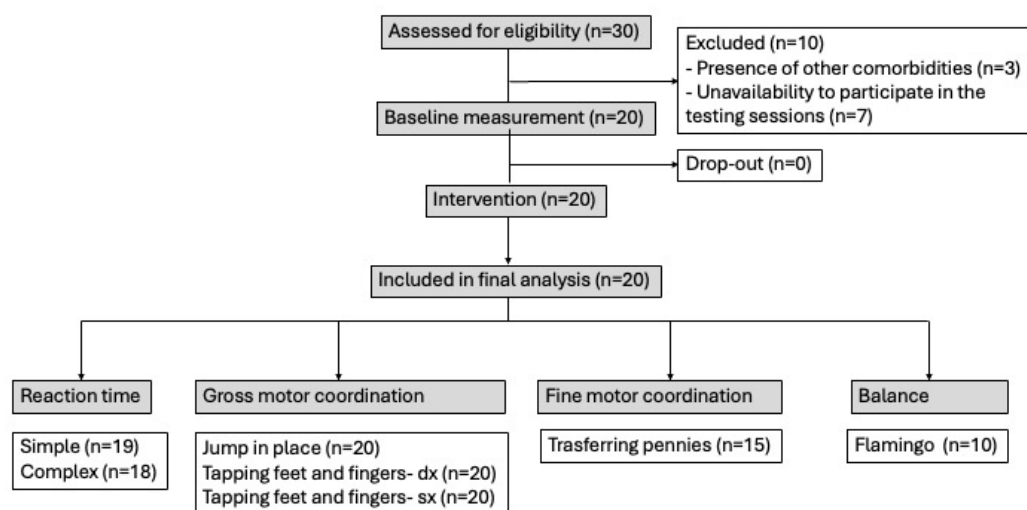 Assessed for eligibility (n=30)
Excluded (n=10)
- Presence of other comorbidities (n=3)
- Unavailability to participate in the
testing sessions (n=7)
Baseline measurement (n=20)
Drop-out (n=0)
Intervention (n=20)
Included in final analysis (n=20)
Reaction time
Simple (n=19)
Complex (n=18)
Gross motor coordination
Jump in place (n=20)
Tapping feet and fingers- dx (n=20)
Tapping feet and fingers- sx (n=20)
Fine motor coordination
Trasferring pennies (n=15)
Balance
Flamingo (n=10)